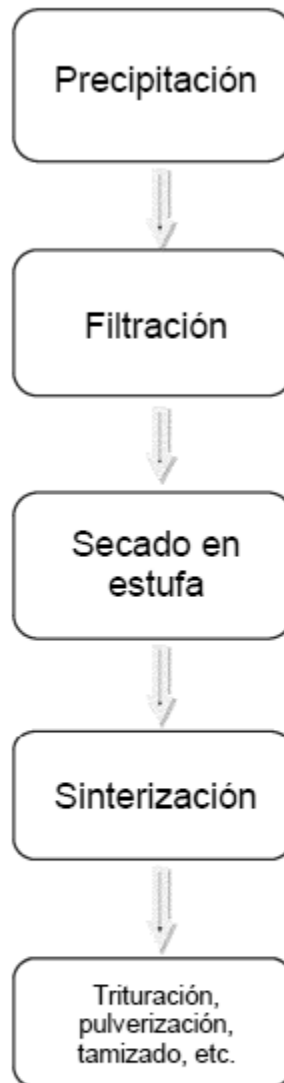 Precipitación
Filtración
Secado en
estufa
Sinterización
Trituración,
pulverización,
tamizado, etc.